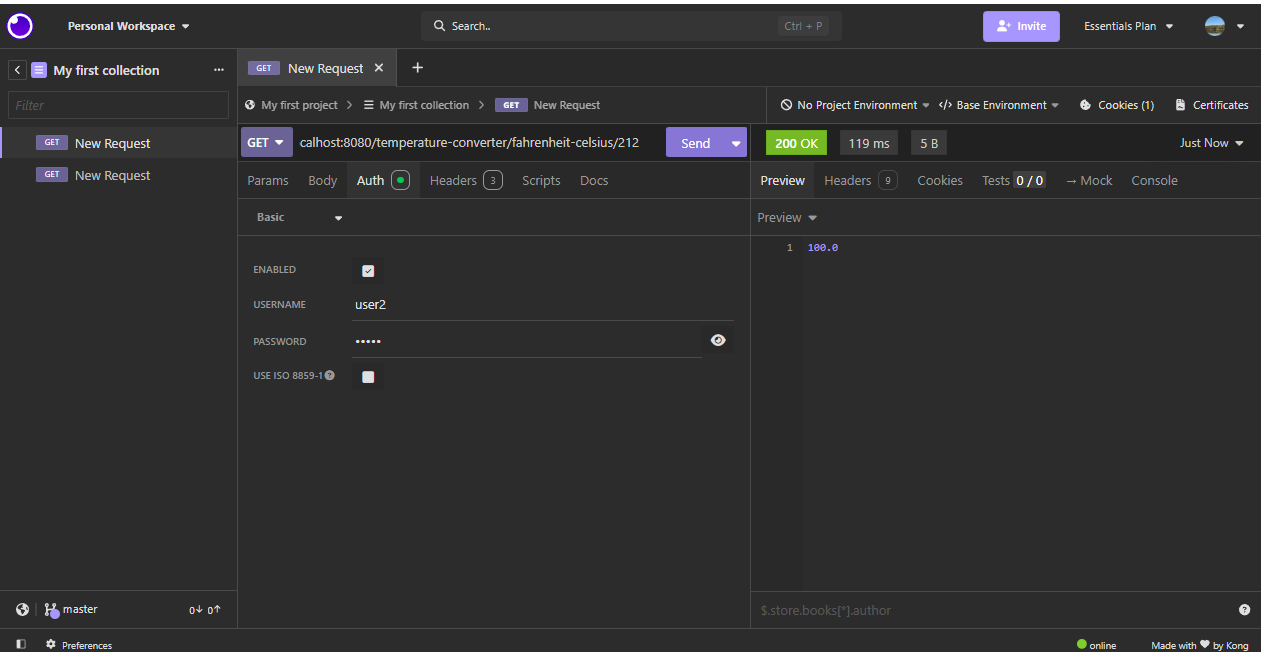 Personal Workspace
Search..
Ctrl + P
Invite
Essentials Plan
My first collection
GET New Request
Filter
My first project > My first collection > GET New Request
No Project Environment
Base Environment
Cookies (1)
Certificates
GET New Request
GET New Request
GET calhost:8080/temperature-converter/fahrenheit-celsius/212
Send
200 OK
119 ms
5 B
Just Now
Params Body Auth Headers 3 Scripts Docs
Preview Headers 9 Cookies Tests 0 / 0 → Mock Console
Basic
Preview
1 100.0
ENABLED
USERNAME user2
PASSWORD •••••
USE ISO 8859-1
master
0↓ 0↑
$.store.books[*].author
Preferences
online
Made with ♥ by Kong